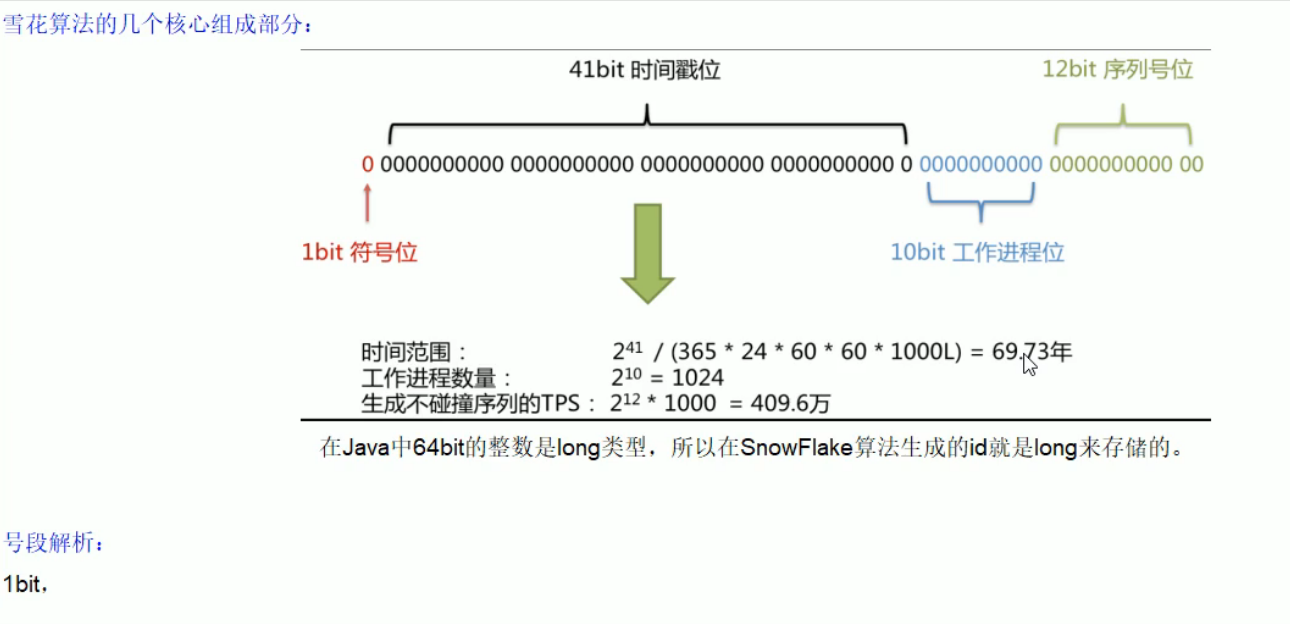 雪花算法的几个核心组成部分：
41bit 时间戳位
12bit 序列号位
0 0000000000 0000000000 0000000000 0000000000 0 0000000000 0000000000 00
1bit 符号位
10bit 工作进程位
时间范围： 2⁴¹ / (365 * 24 * 60 * 60 * 1000L) = 69.73年
工作进程数量： 2¹⁰ = 1024
生成不碰撞序列的TPS： 2¹² * 1000 = 409.6万
在Java中64bit的整数是long类型，所以在SnowFlake算法生成的id就是long来存储的。
号段解析：
1bit，